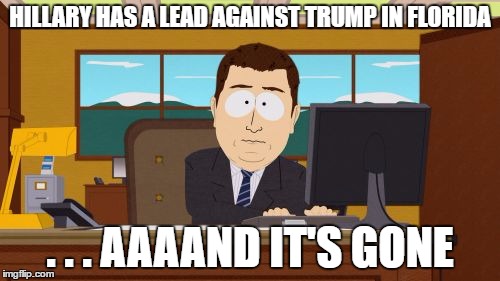 HILLARY HAS A LEAD AGAINST TRUMP IN FLORIDA
. . . AAAAND IT'S GONE
imgflip.com